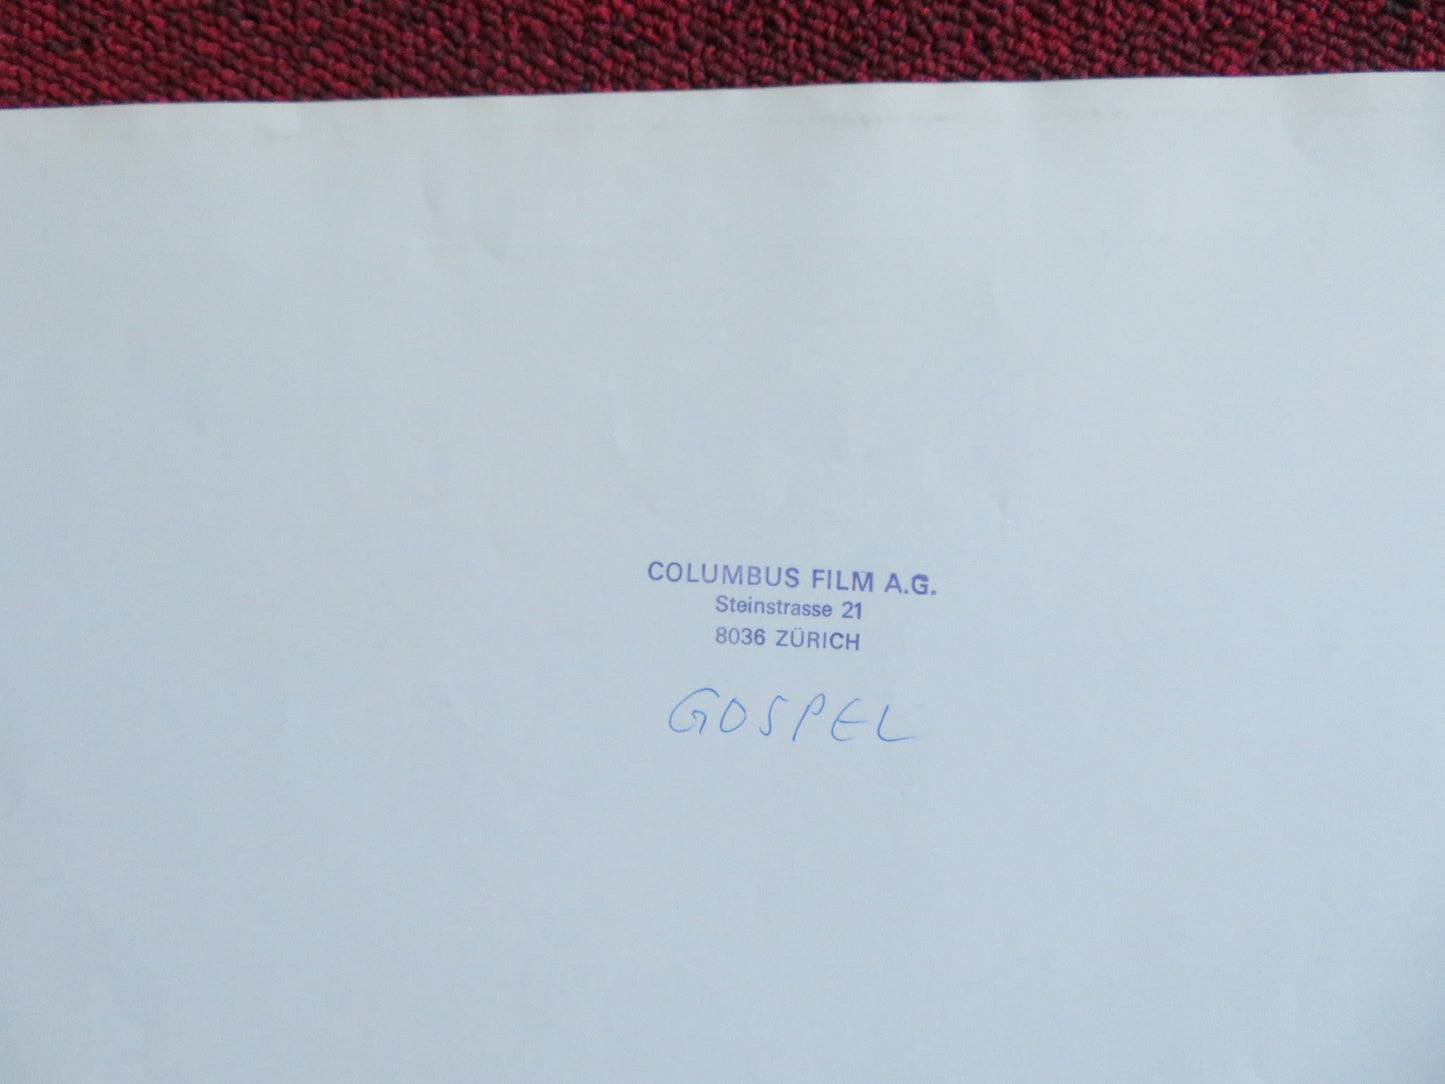 COLUMBUS FILM A.G.
Steinstrasse 21
8036 ZÜRICH
GOSPEL